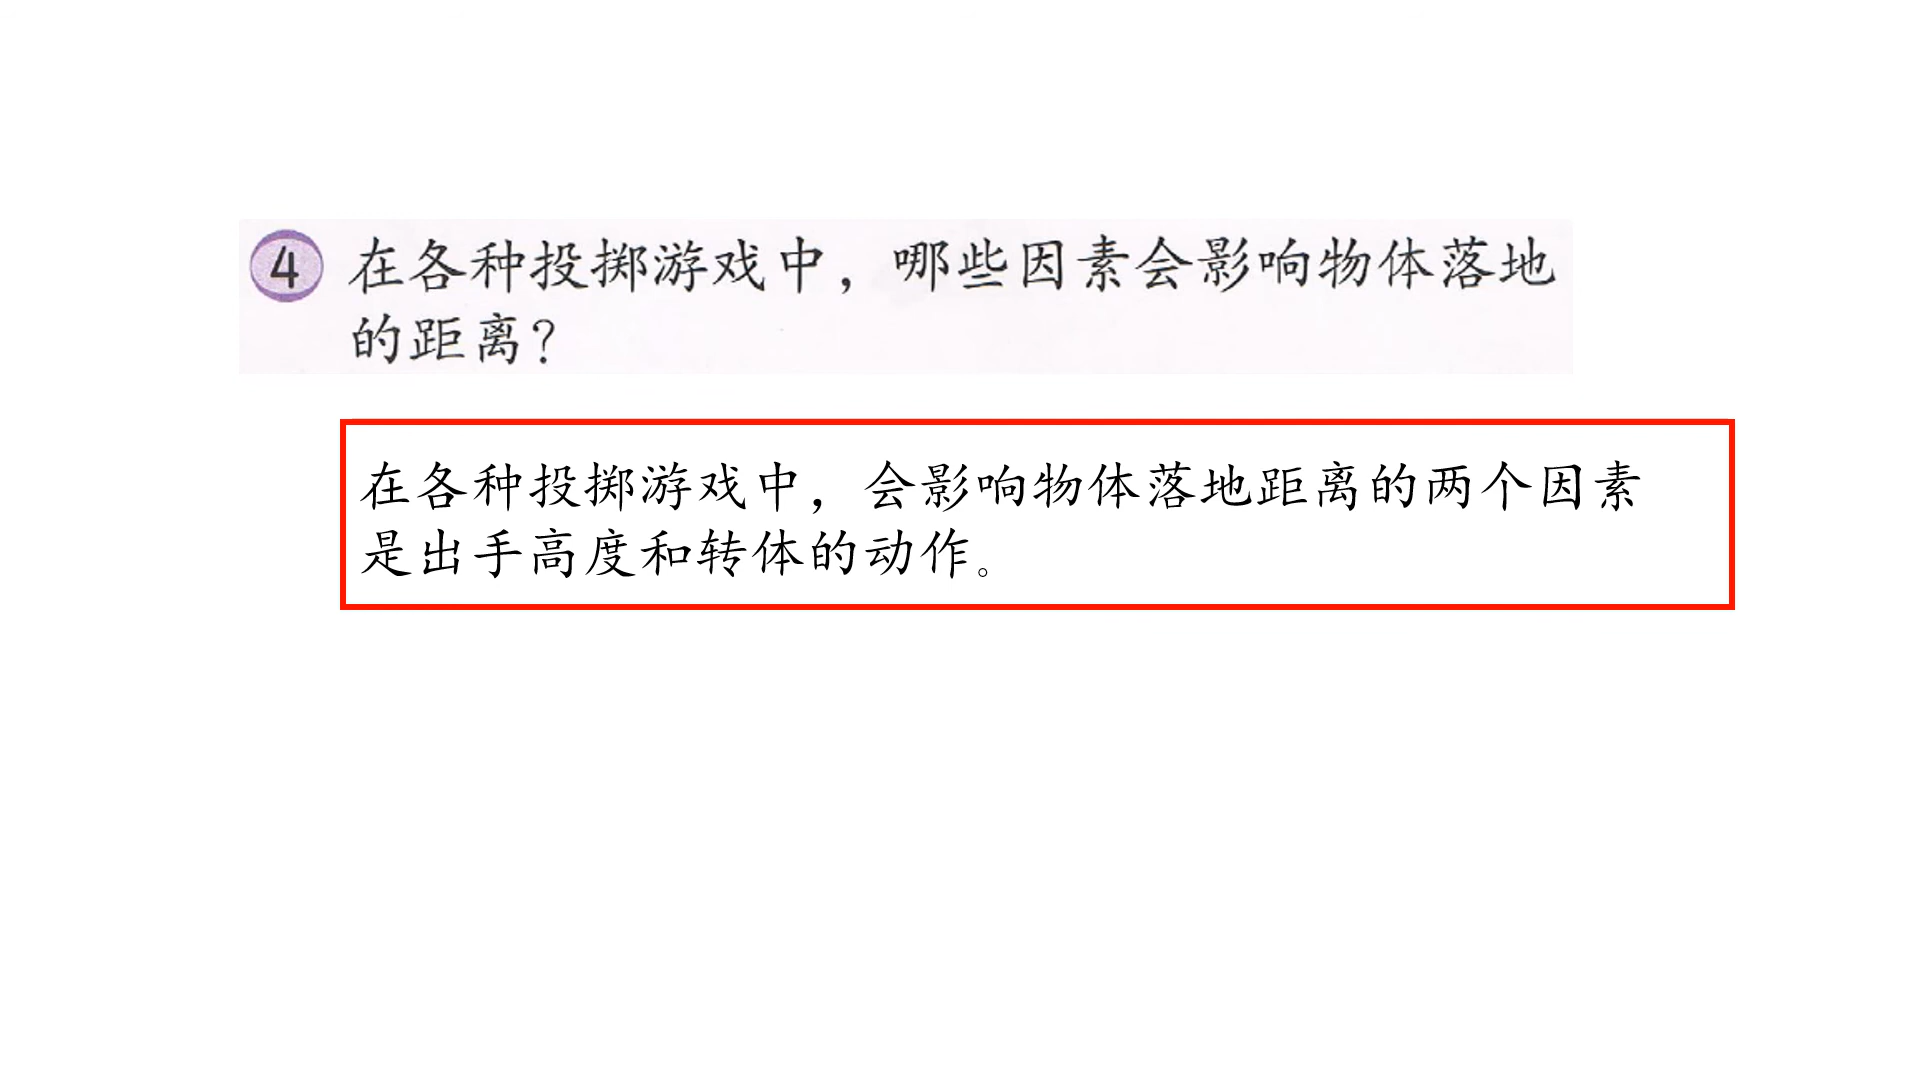 4 在各种投掷游戏中，哪些因素会影响物体落地
的距离？
在各种投掷游戏中，会影响物体落地距离的两个因素
是出手高度和转体的动作。